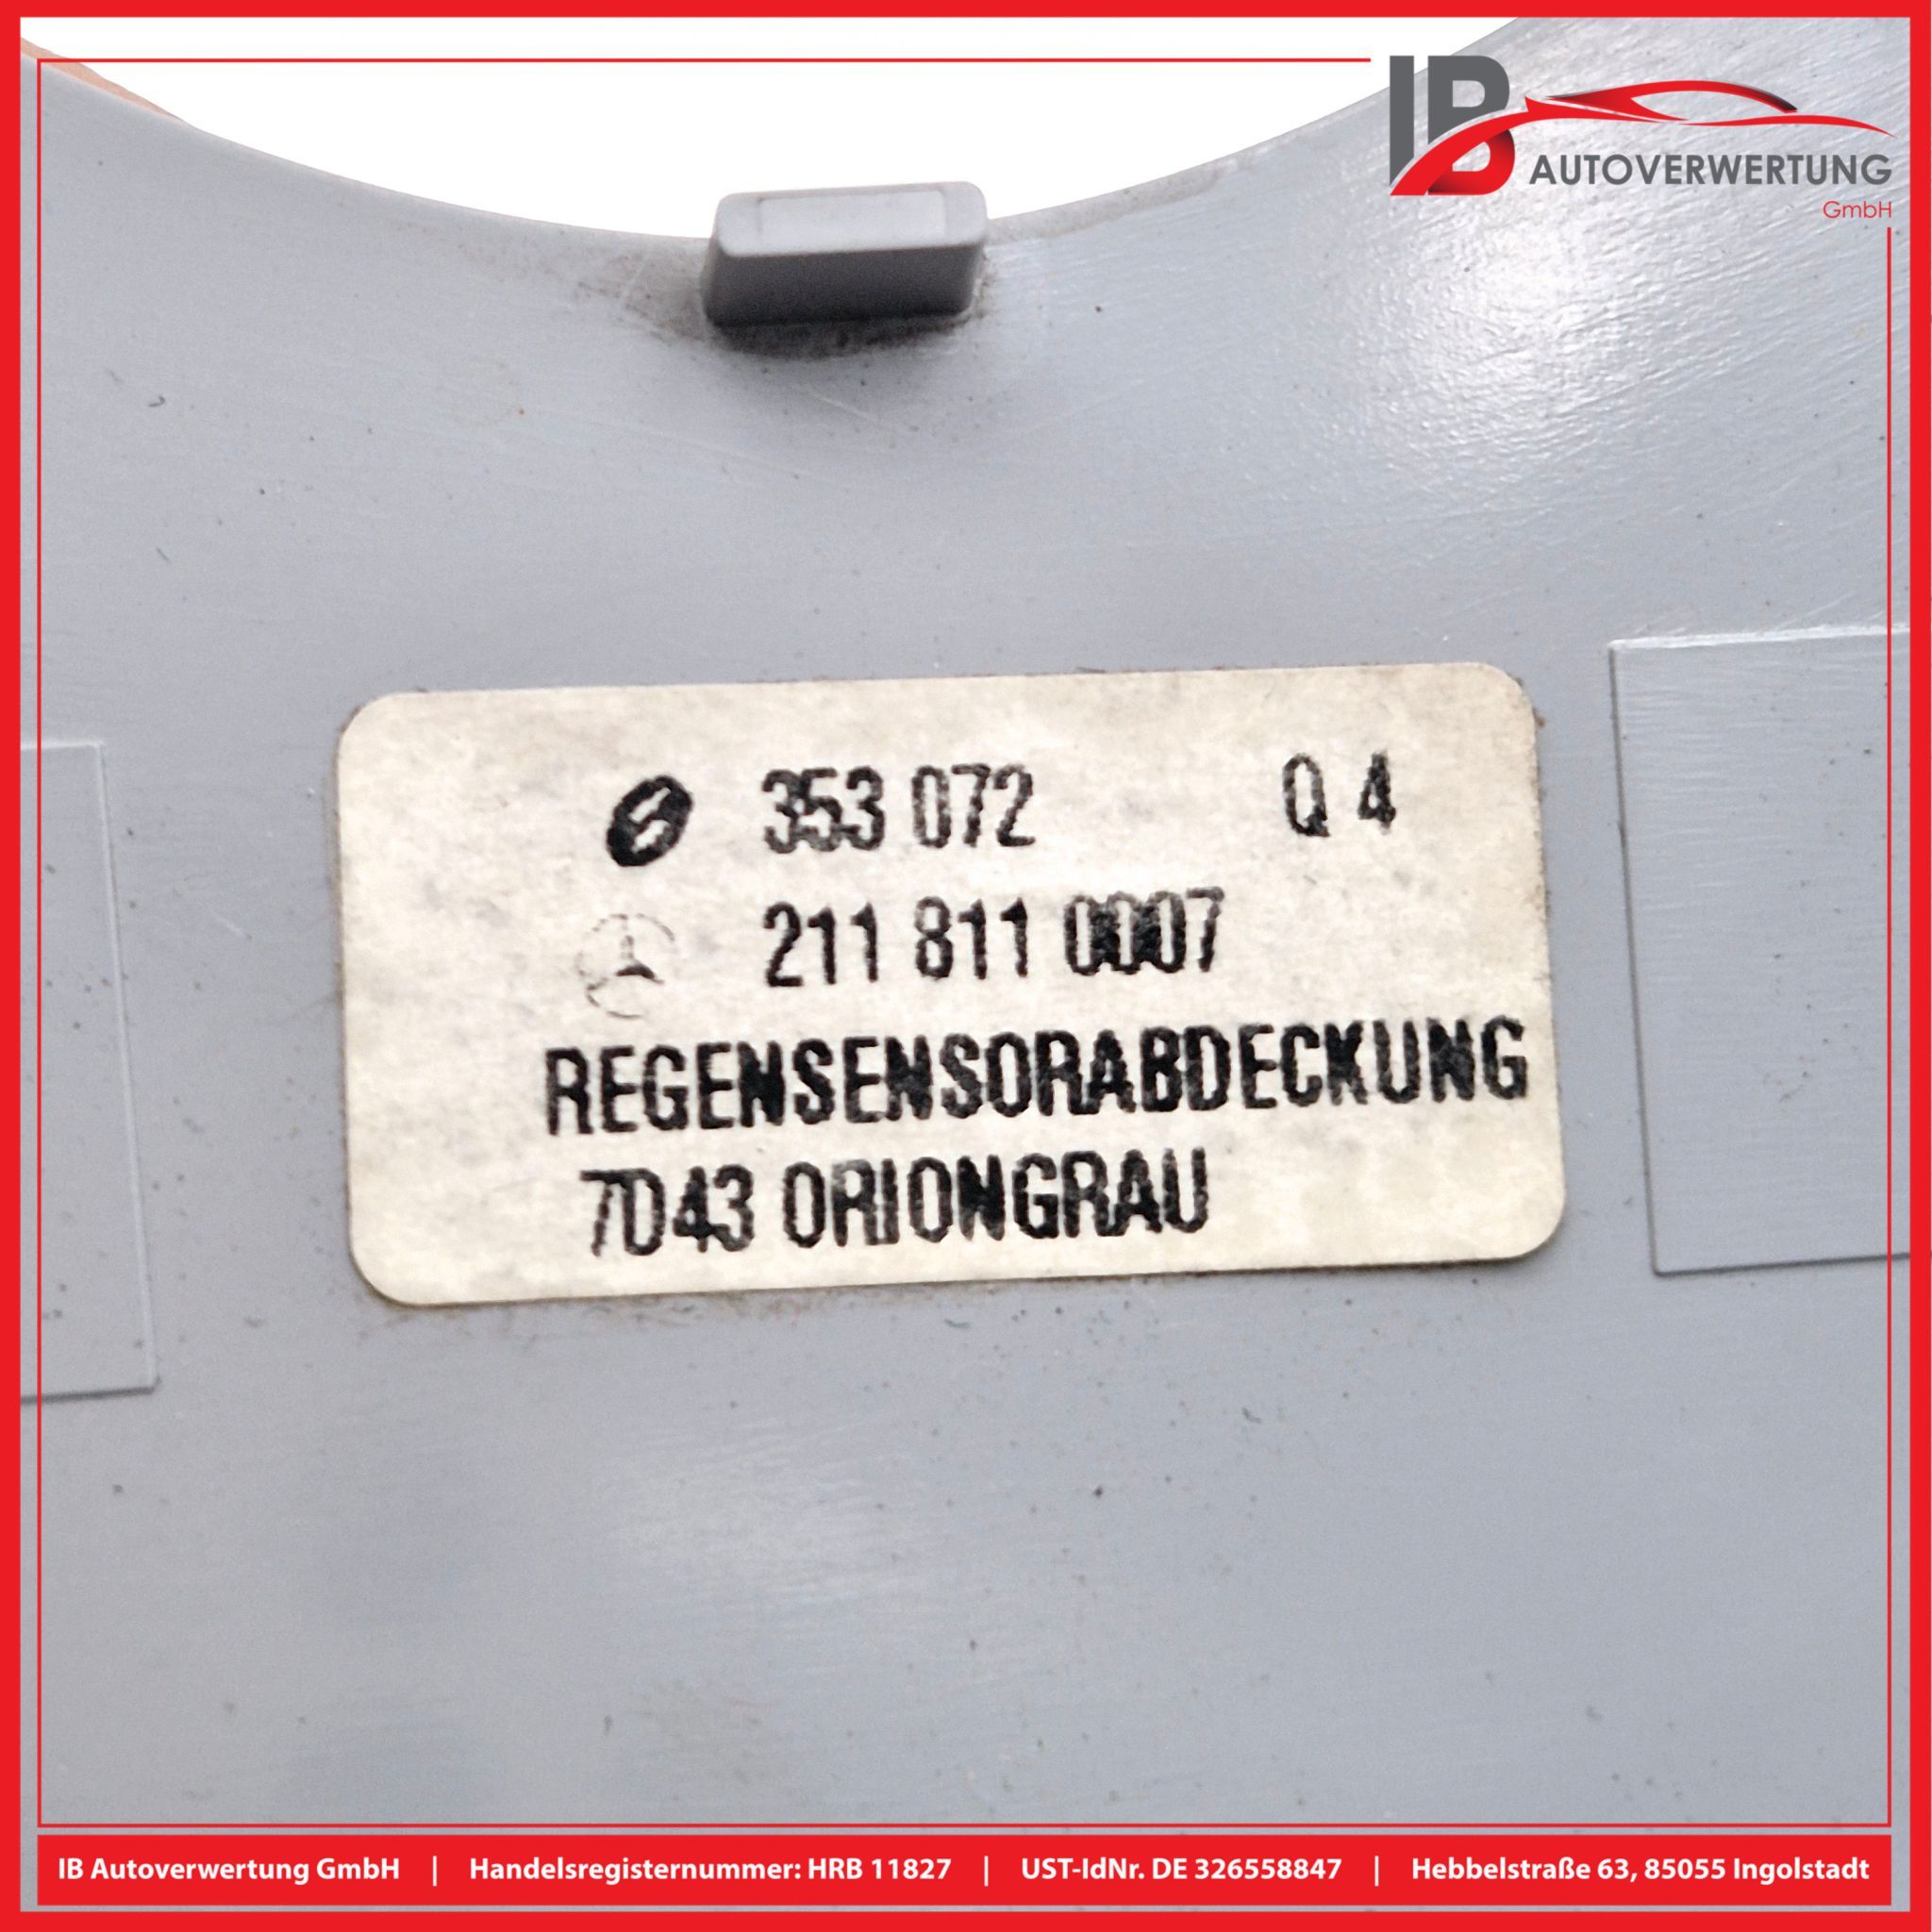 IB AUTOVERWERTUNG
GmbH
353 072 Q 4
211 811 0007
REGENSENSORABDECKUNG
7D43 ORIONGRAU
IB Autoverwertung GmbH | Handelsregisternummer: HRB 11827 | UST-IdNr. DE 326558847 | Hebbelstraße 63, 85055 Ingolstadt